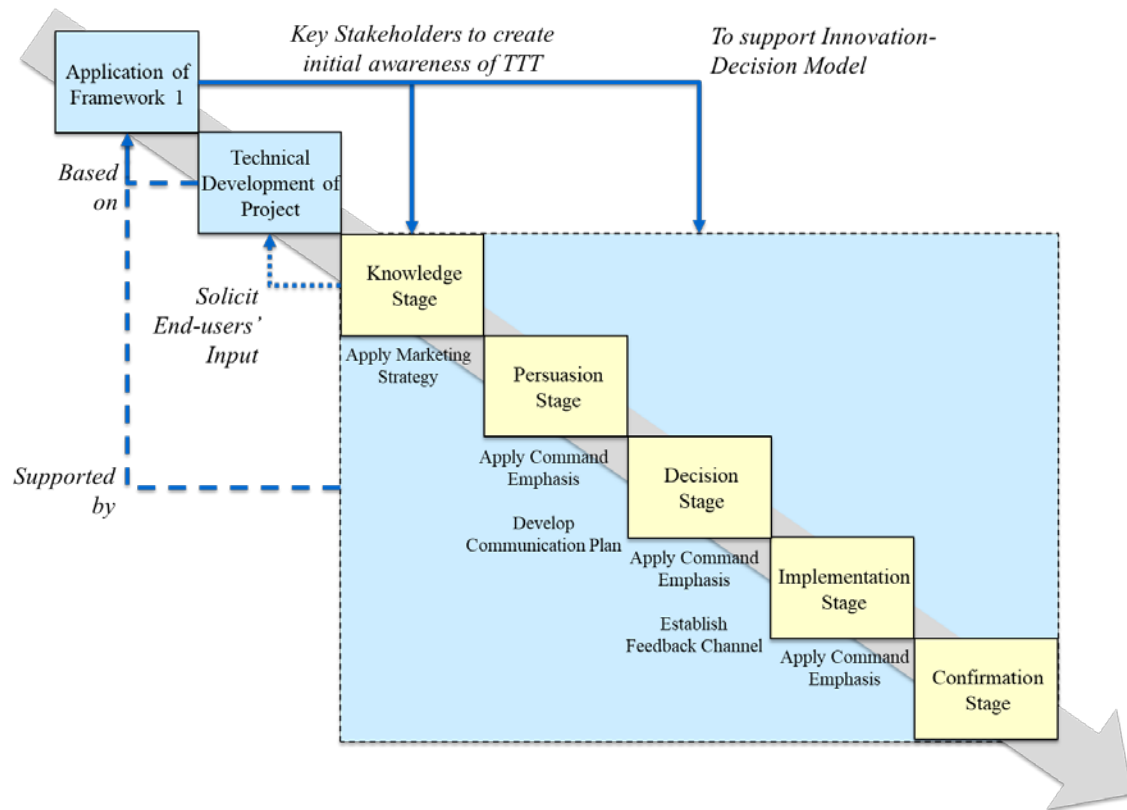 Key Stakeholders to create
initial awareness of TTT
To support Innovation-
Decision Model
Application of
Framework 1
Based
on
Technical
Development of
Project
Solicit
End-users’
Input
Knowledge
Stage
Apply Marketing
Strategy
Persuasion
Stage
Supported
by
Apply Command
Emphasis
Develop
Communication Plan
Decision
Stage
Apply Command
Emphasis
Establish
Feedback Channel
Implementation
Stage
Apply Command
Emphasis
Confirmation
Stage